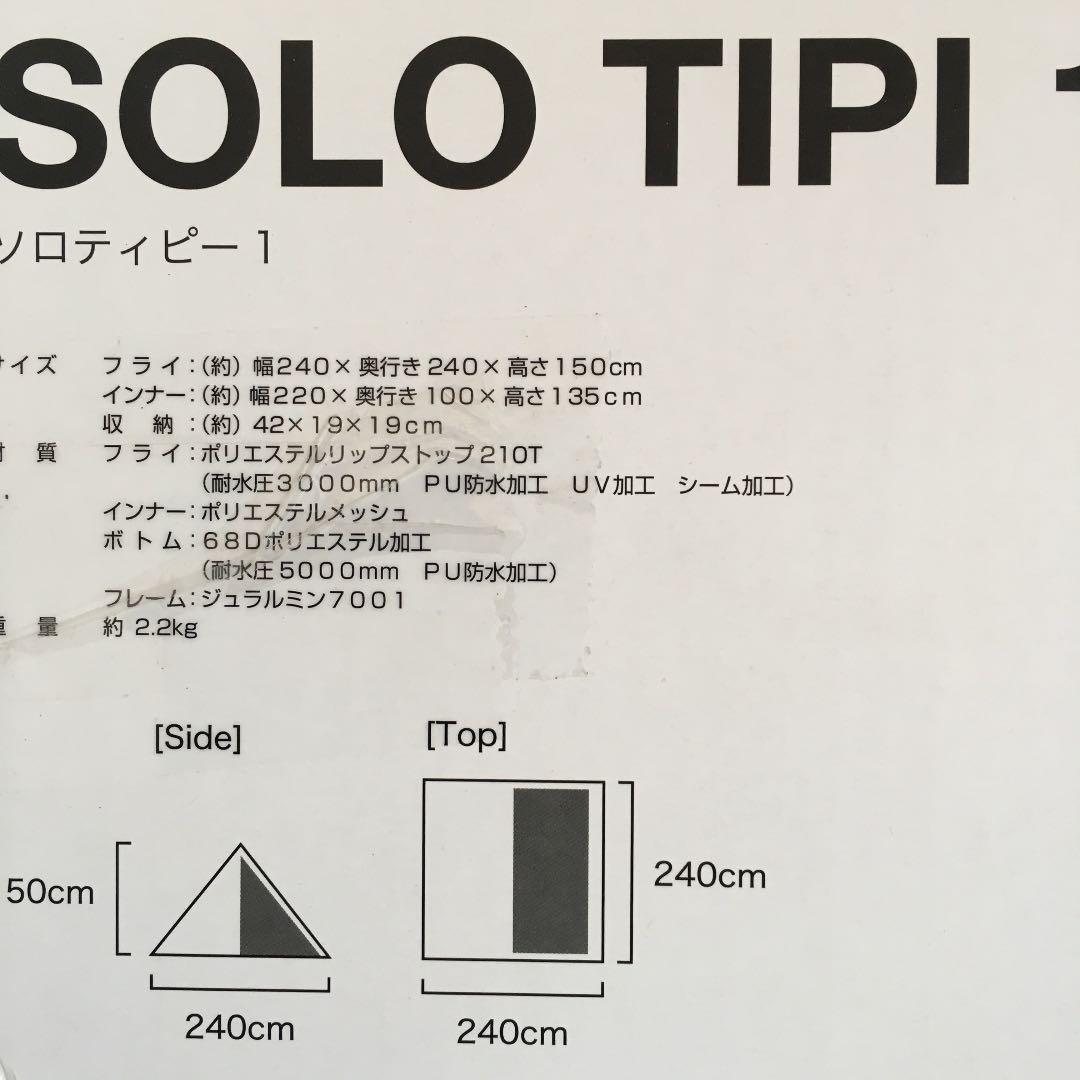 SOLO TIPI 1
ソロティピー 1
サイズ フライ：(約) 幅240× 奥行き 240× 高さ150cm
インナー：(約) 幅220× 奥行き 100× 高さ135cm
収 納：(約) 42×19×19cm
材 質 フライ：ポリエステルリップストップ210T
(耐水圧3000mm PU防水加工 UV加工 シーム加工)
インナー：ポリエステルメッシュ
ボトム：68Dポリエステル加工
(耐水圧5000mm PU防水加工)
フレーム：ジュラルミン7001
重 量 約 2.2kg
[Side] [Top]
50cm
240cm
240cm
240cm